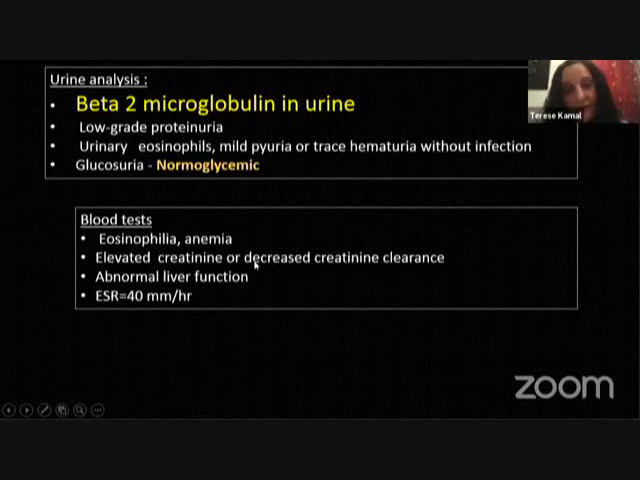 Urine analysis :
• Beta 2 microglobulin in urine
• Low-grade proteinuria
• Urinary eosinophils, mild pyuria or trace hematuria without infection
• Glucosuria - Normoglycemic
Terese Kamal
Blood tests
• Eosinophilia, anemia
• Elevated creatinine or decreased creatinine clearance
• Abnormal liver function
• ESR=40 mm/hr
zoom